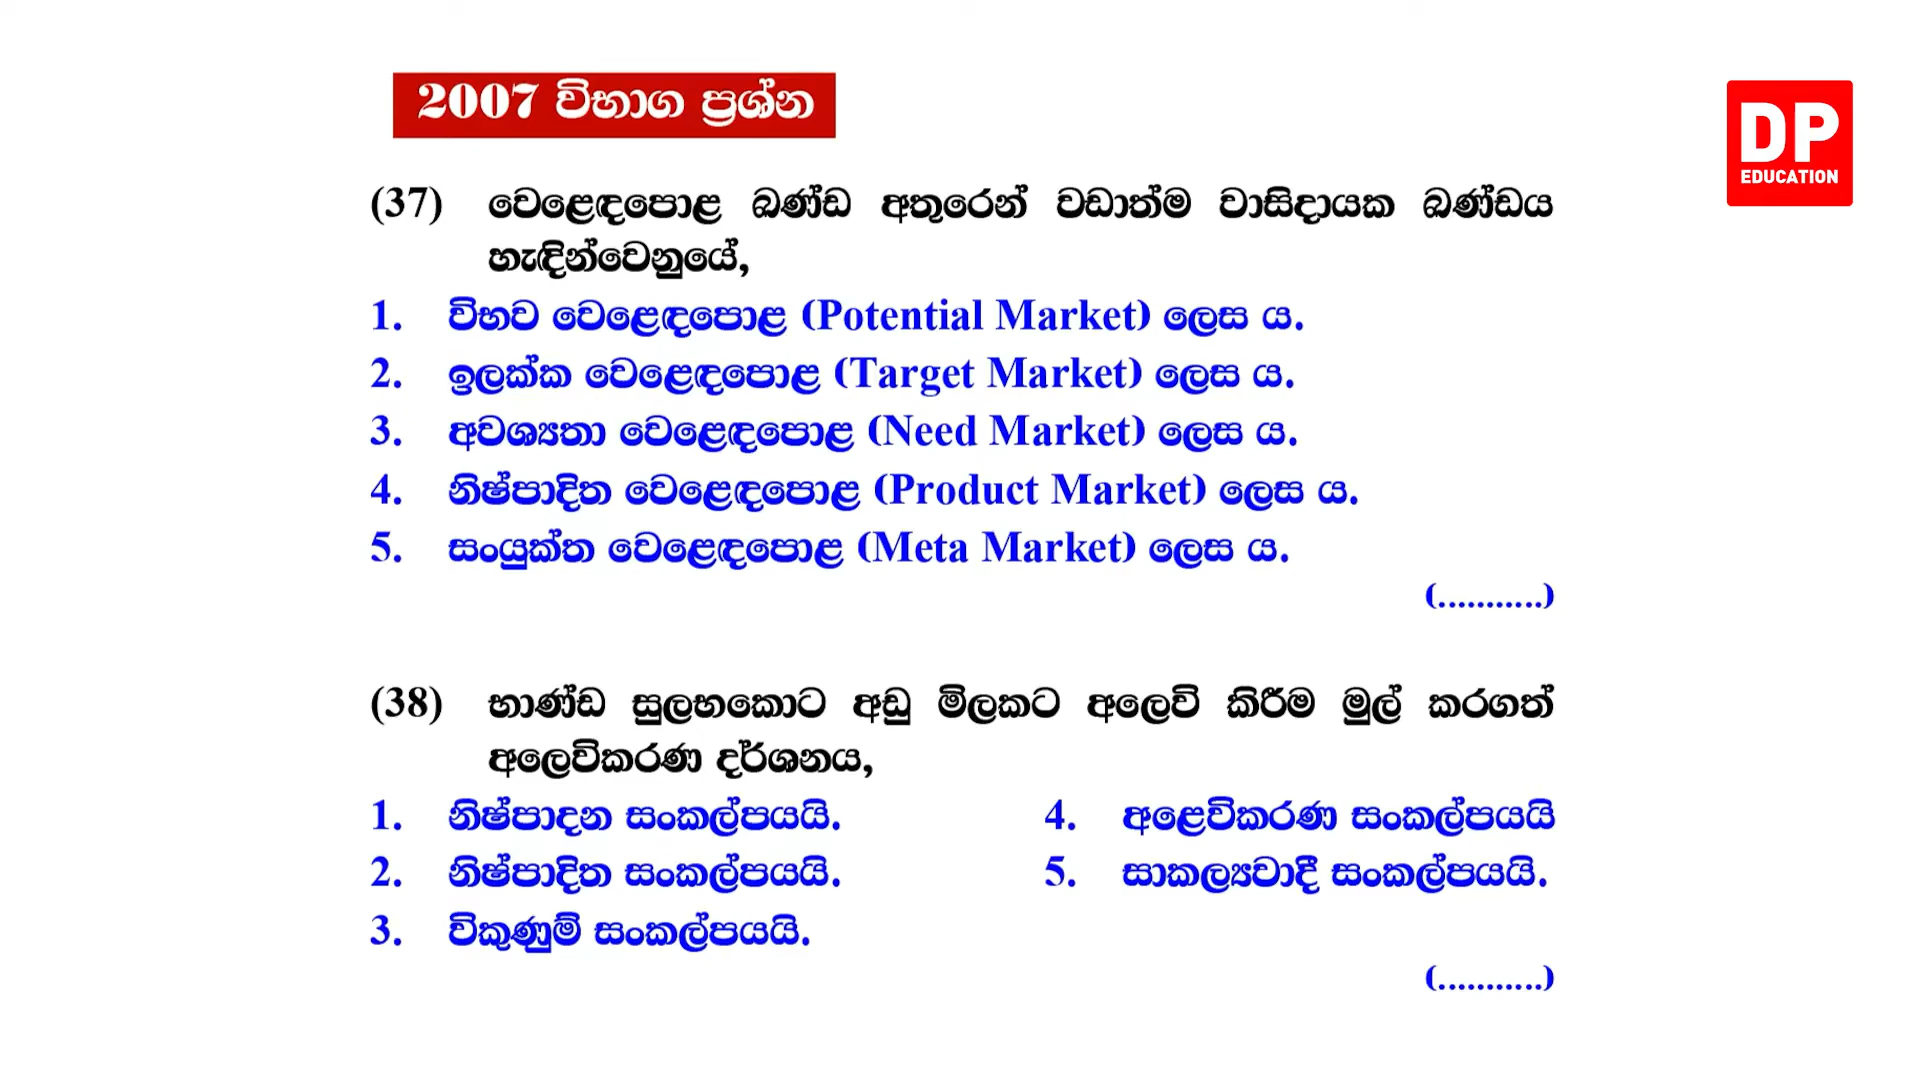 2007 විභාග ප්‍රශ්න
DP
EDUCATION
(37) වෙළෙඳපොළ ඛණ්ඩ අතුරෙන් වඩාත්ම වාසිදායක ඛණ්ඩය
හැඳින්වෙනුයේ,
1. විභව වෙළෙඳපොළ (Potential Market) ලෙස ය.
2. ඉලක්ක වෙළෙඳපොළ (Target Market) ලෙස ය.
3. අවශ්‍යතා වෙළෙඳපොළ (Need Market) ලෙස ය.
4. නිෂ්පාදිත වෙළෙඳපොළ (Product Market) ලෙස ය.
5. සංයුක්ත වෙළෙඳපොළ (Meta Market) ලෙස ය.
(...........)
(38) භාණ්ඩ සුලභකොට අඩු මිලකට අලෙවි කිරීම මුල් කරගත්
අලෙවිකරණ දර්ශනය,
1. නිෂ්පාදන සංකල්පයයි. 4. අළෙවිකරණ සංකල්පයයි
2. නිෂ්පාදිත සංකල්පයයි. 5. සාකල්‍යවාදී සංකල්පයයි.
3. විකුණුම් සංකල්පයයි.
(...........)